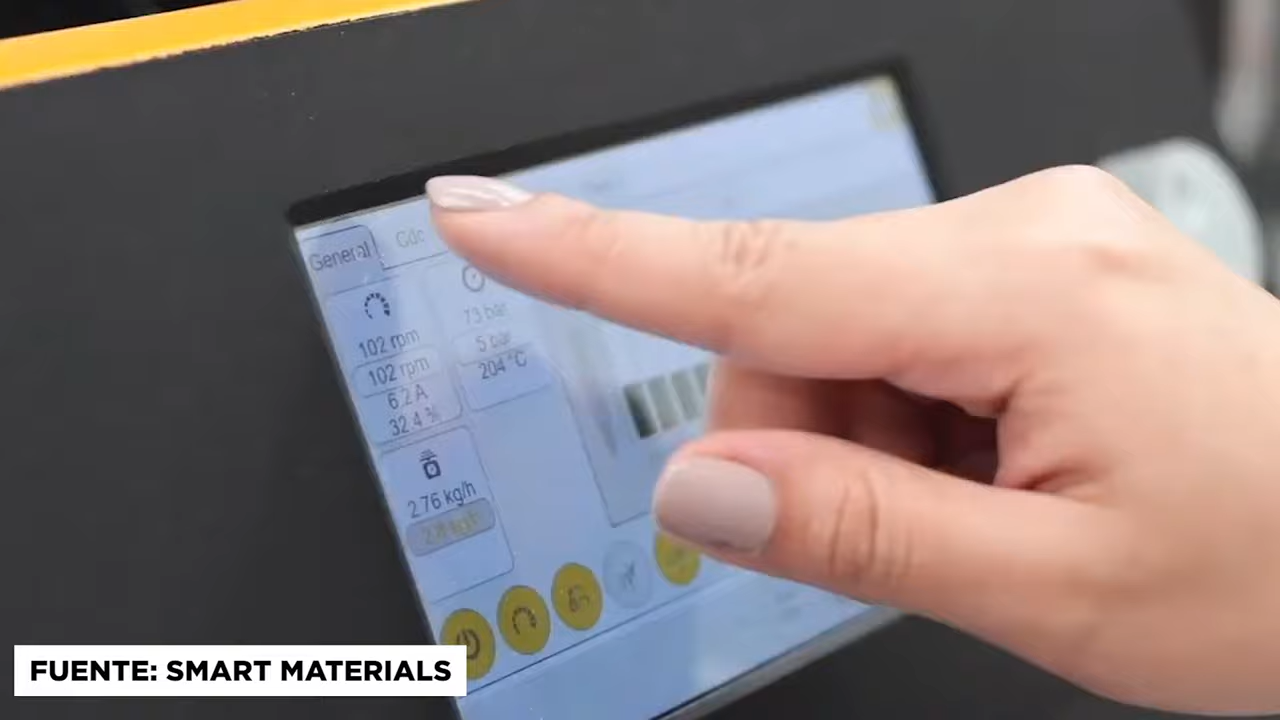 General
102 rpm
102 rpm
6.2 A
32.4 %
73 bar
5 bar
204 °C
2.76 kg/h
FUENTE: SMART MATERIALS